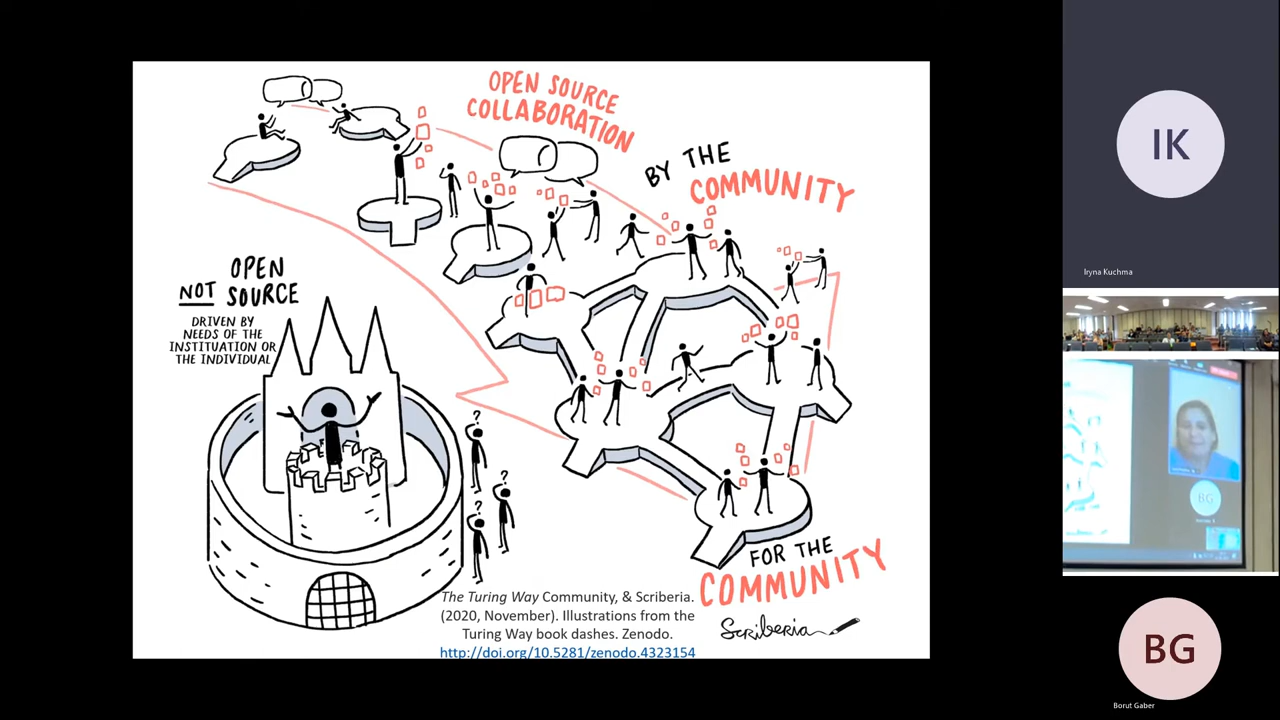 OPEN SOURCE
COLLABORATION
BY THE
COMMUNITY
OPEN
NOT SOURCE
DRIVEN BY
NEEDS OF THE
INSTITUATION OR
THE INDIVIDUAL
?
?
?
FOR THE
COMMUNITY
Scriberia
The Turing Way Community, & Scriberia.
(2020, November). Illustrations from the
Turing Way book dashes. Zenodo.
http://doi.org/10.5281/zenodo.4323154
IK
Iryna Kuchma
BG
BG
Borut Gaber